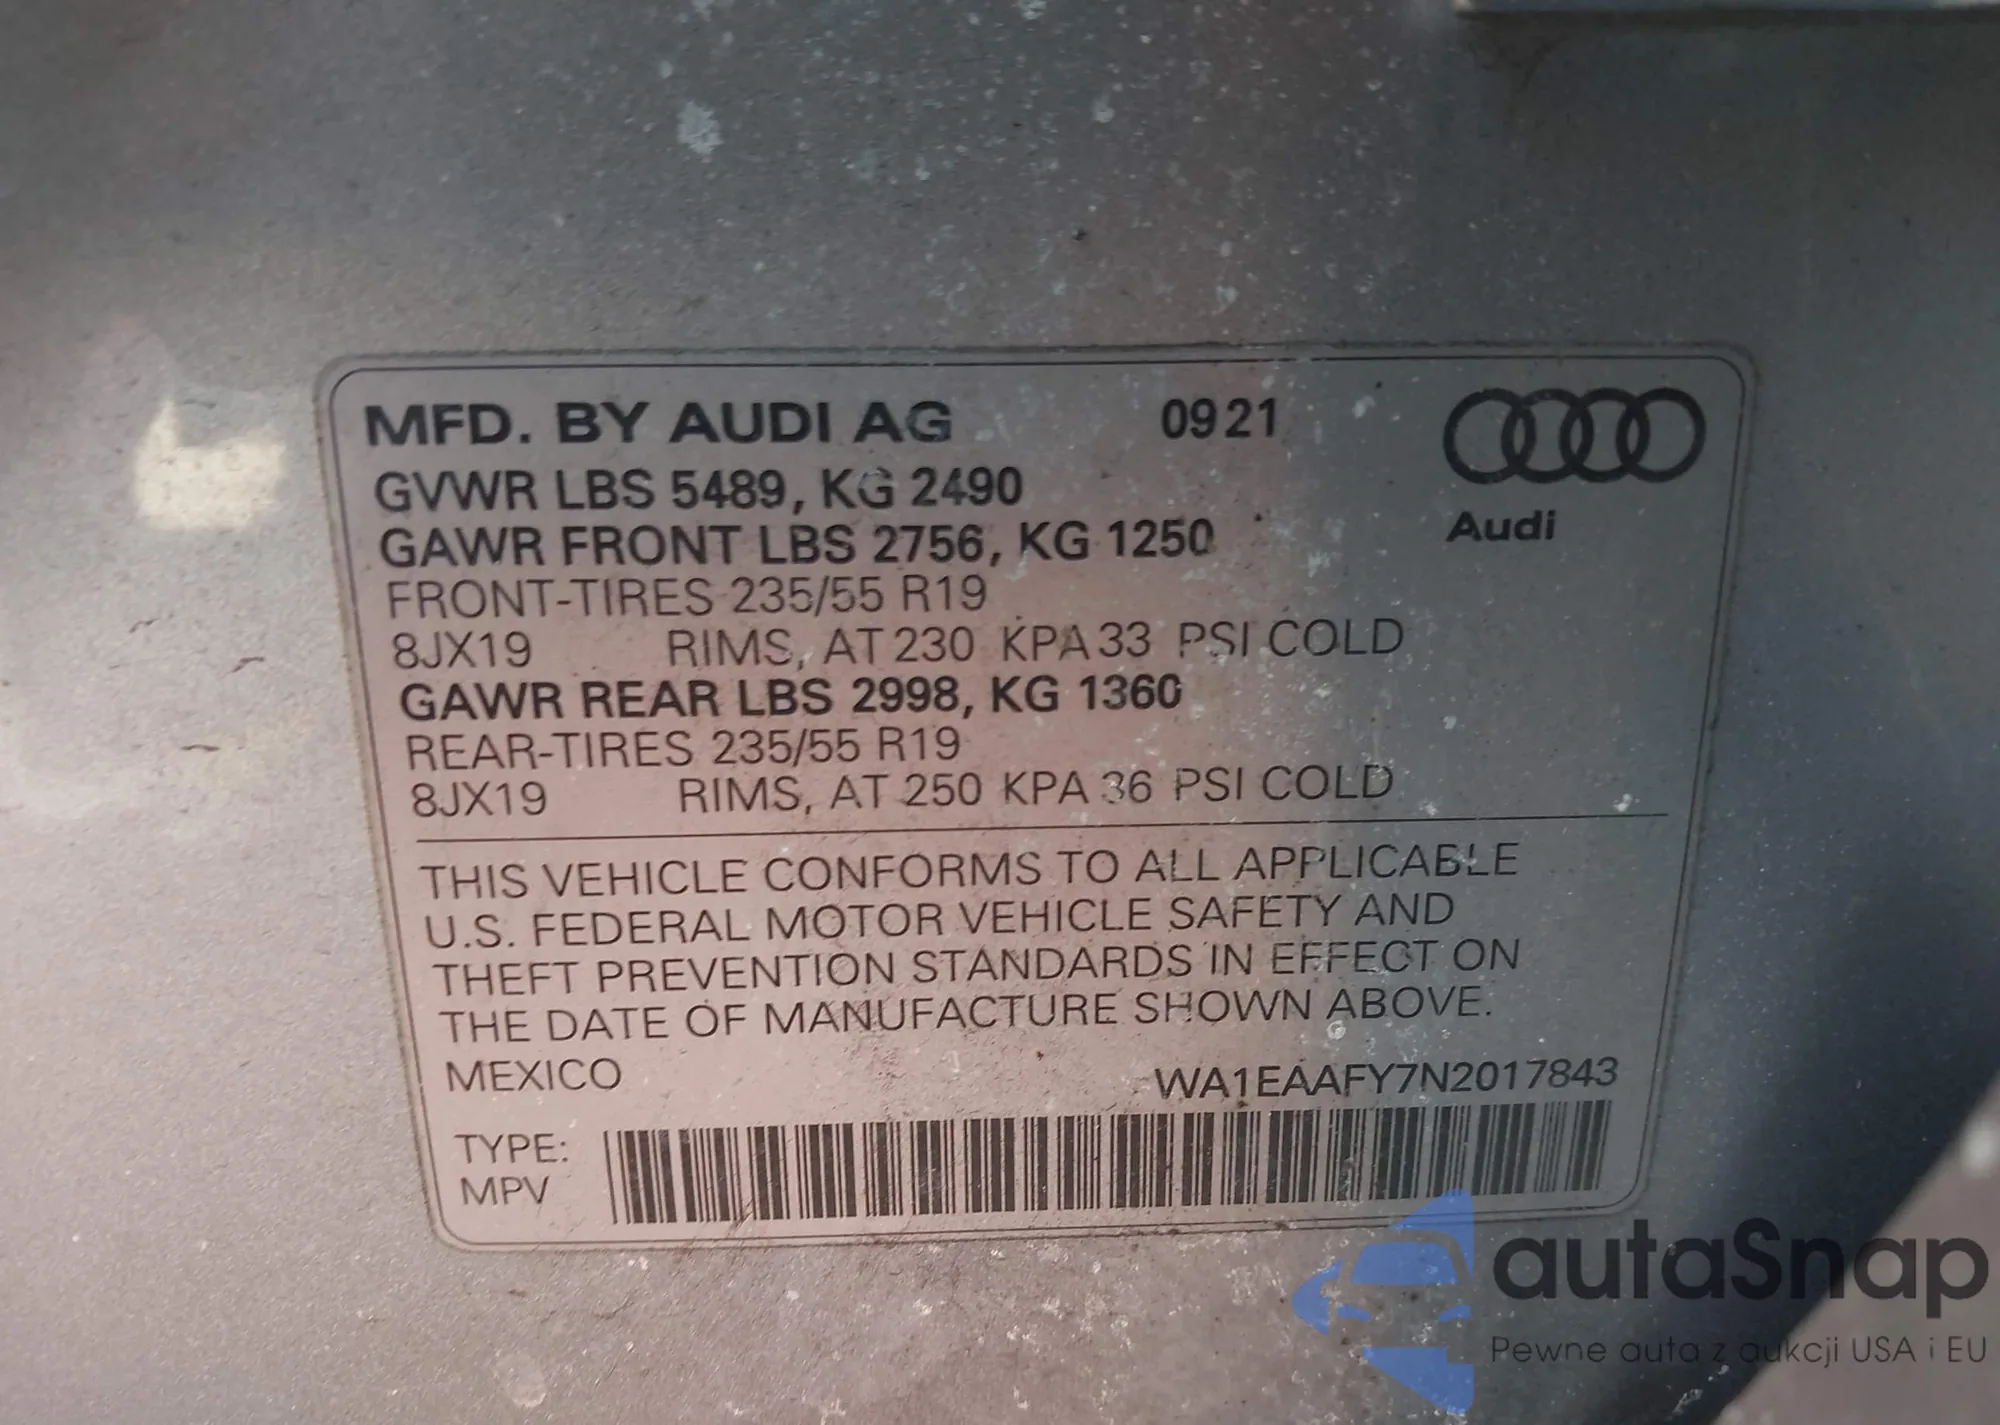 MFD. BY AUDI AG 0921
GVWR LBS 5489, KG 2490
GAWR FRONT LBS 2756, KG 1250
Audi
FRONT-TIRES 235/55 R19
8JX19 RIMS, AT 230 KPA 33 PSI COLD
GAWR REAR LBS 2998, KG 1360
REAR-TIRES 235/55 R19
8JX19 RIMS, AT 250 KPA 36 PSI COLD
THIS VEHICLE CONFORMS TO ALL APPLICABLE
U.S. FEDERAL MOTOR VEHICLE SAFETY AND
THEFT PREVENTION STANDARDS IN EFFECT ON
THE DATE OF MANUFACTURE SHOWN ABOVE.
MEXICO WA1EAAFY7N2017843
TYPE:
MPV
autaSnap
Pewne auta z aukcji USA i EU